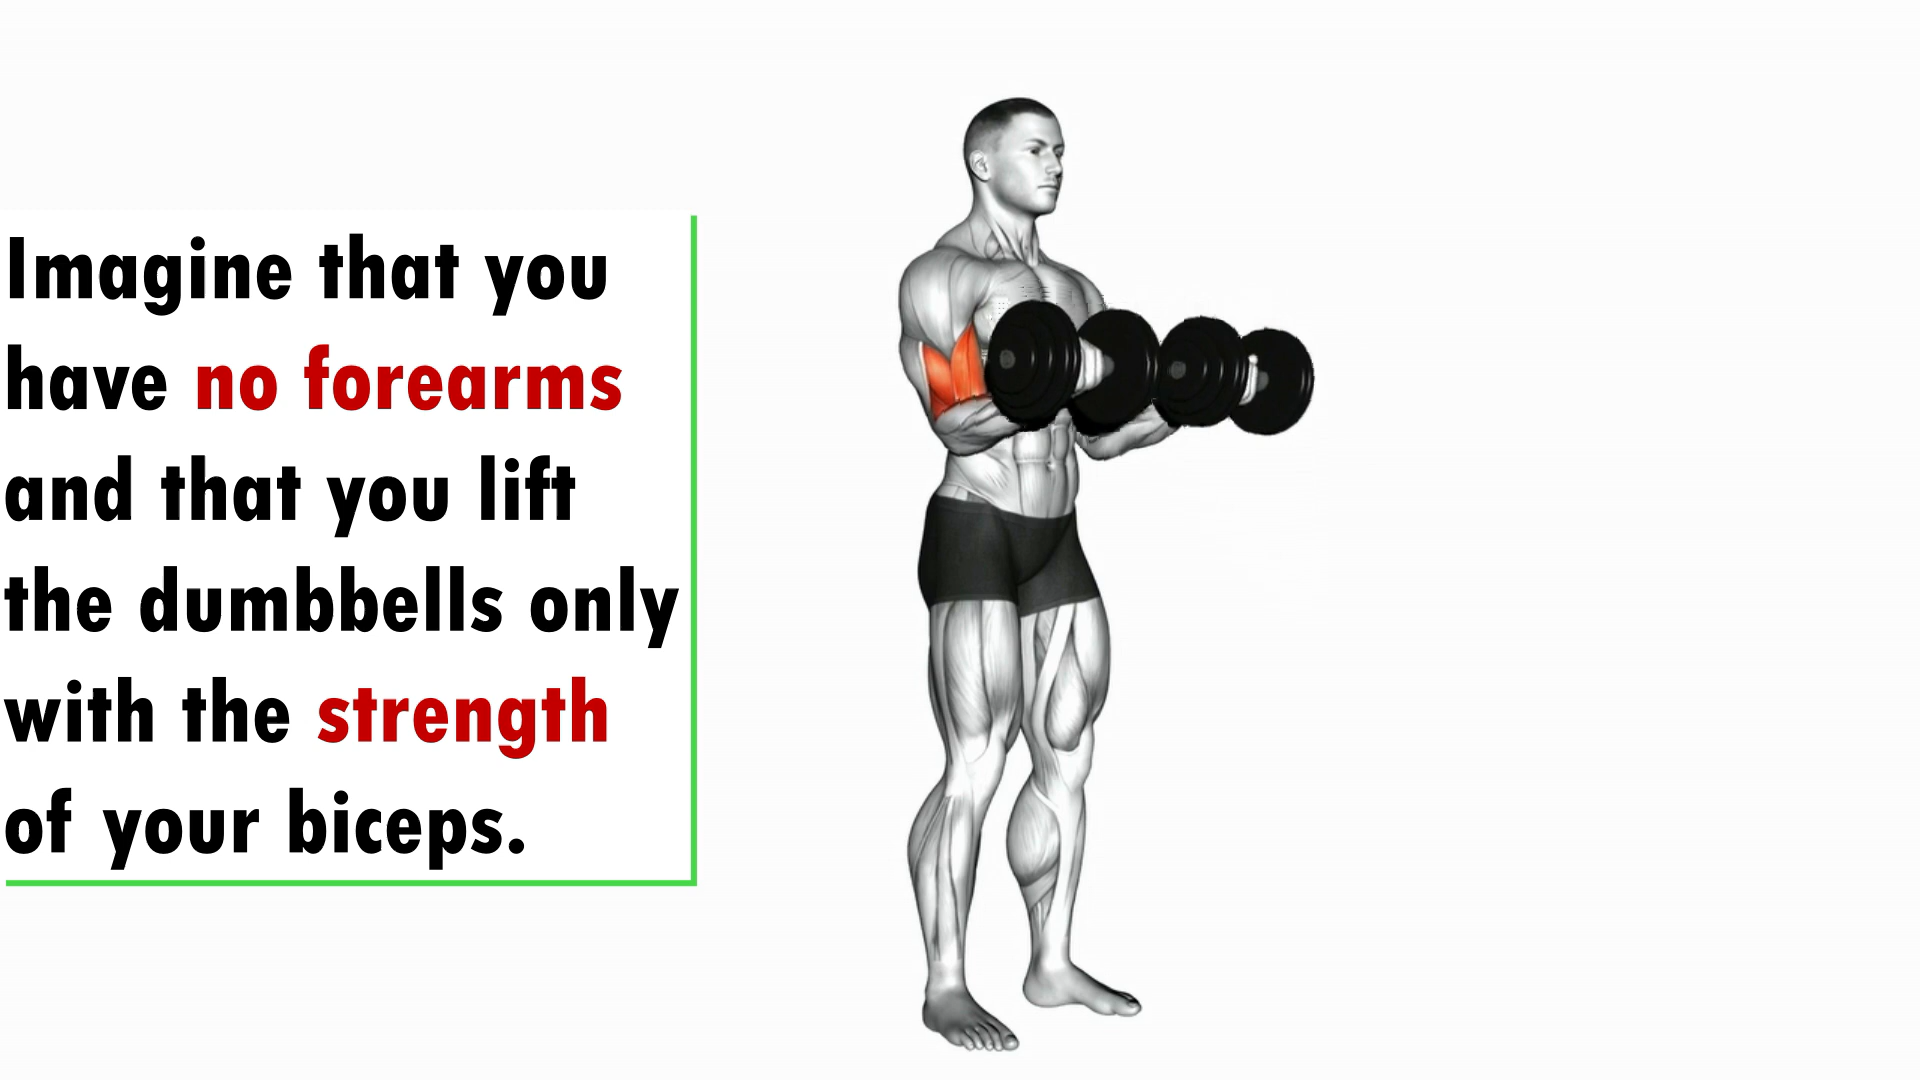 Imagine that you
have no forearms
and that you lift
the dumbbells only
with the strength
of your biceps.